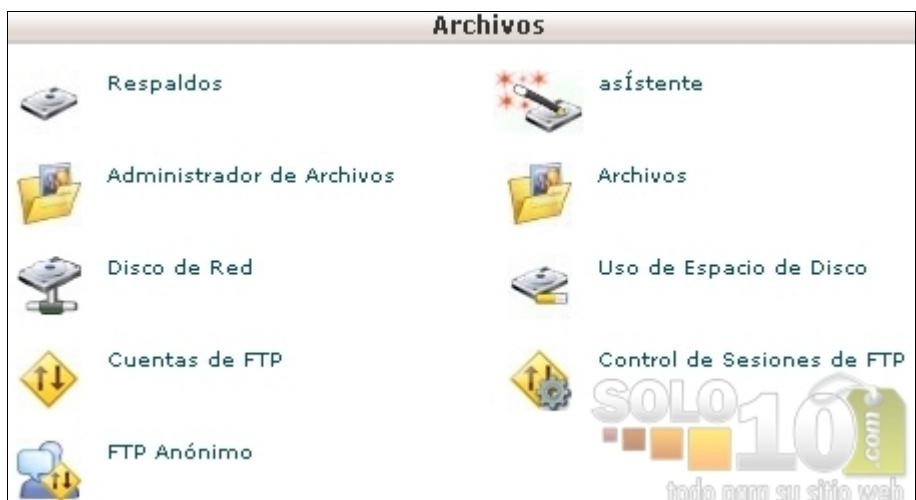 Archivos
Respaldos
asÍstente
Administrador de Archivos
Archivos
Disco de Red
Uso de Espacio de Disco
Cuentas de FTP
Control de Sesiones de FTP
FTP Anónimo
SOLO10.com
todo para su sitio web